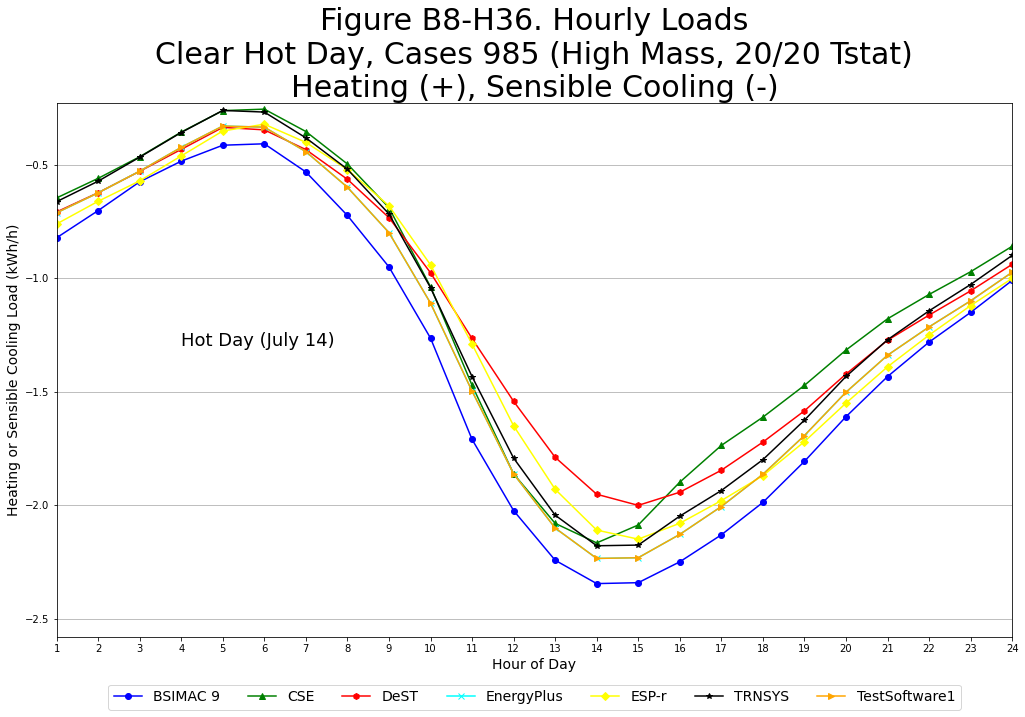 Figure B8-H36. Hourly Loads
Clear Hot Day, Cases 985 (High Mass, 20/20 Tstat)
Heating (+), Sensible Cooling (-)
Heating or Sensible Cooling Load (kWh/h)
−0.5
−1.0
−1.5
−2.0
−2.5
Hot Day (July 14)
1 2 3 4 5 6 7 8 9 10 11 12 13 14 15 16 17 18 19 20 21 22 23 24
Hour of Day
BSIMAC 9 CSE DeST EnergyPlus ESP-r TRNSYS TestSoftware1